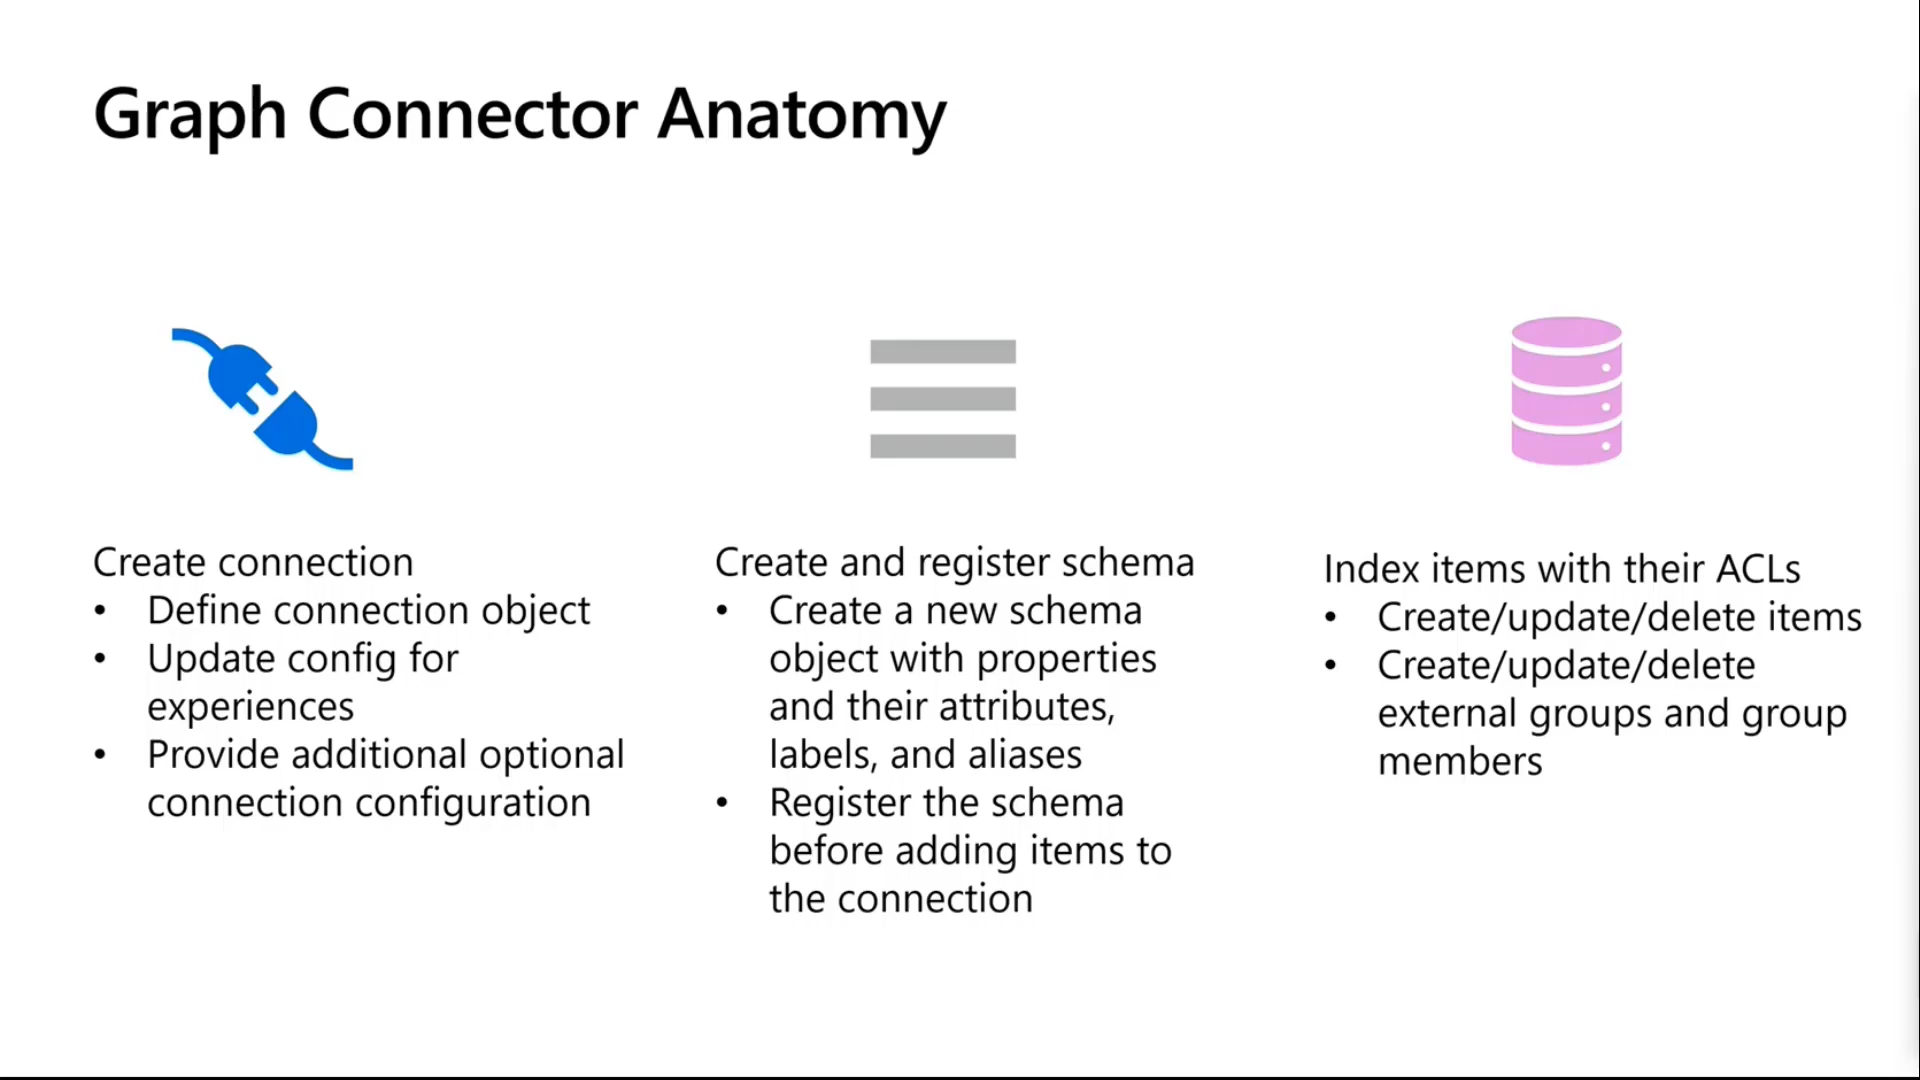 Graph Connector Anatomy
Create connection
• Define connection object
• Update config for
experiences
• Provide additional optional
connection configuration
Create and register schema
• Create a new schema
object with properties
and their attributes,
labels, and aliases
• Register the schema
before adding items to
the connection
Index items with their ACLs
• Create/update/delete items
• Create/update/delete
external groups and group
members